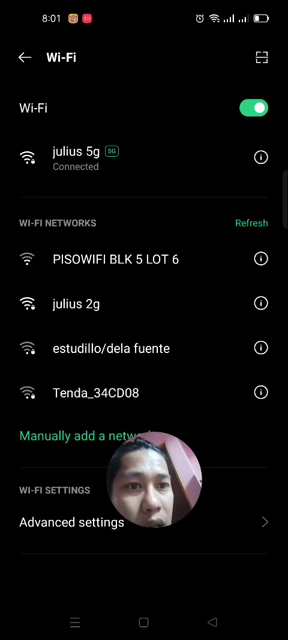 8:01
Wi-Fi
Wi-Fi
julius 5g 5G
Connected
WI-FI NETWORKS Refresh
PISOWIFI BLK 5 LOT 6
julius 2g
estudillo/dela fuente
Tenda_34CD08
Manually add a
WI-FI SETTINGS
Advanced settings